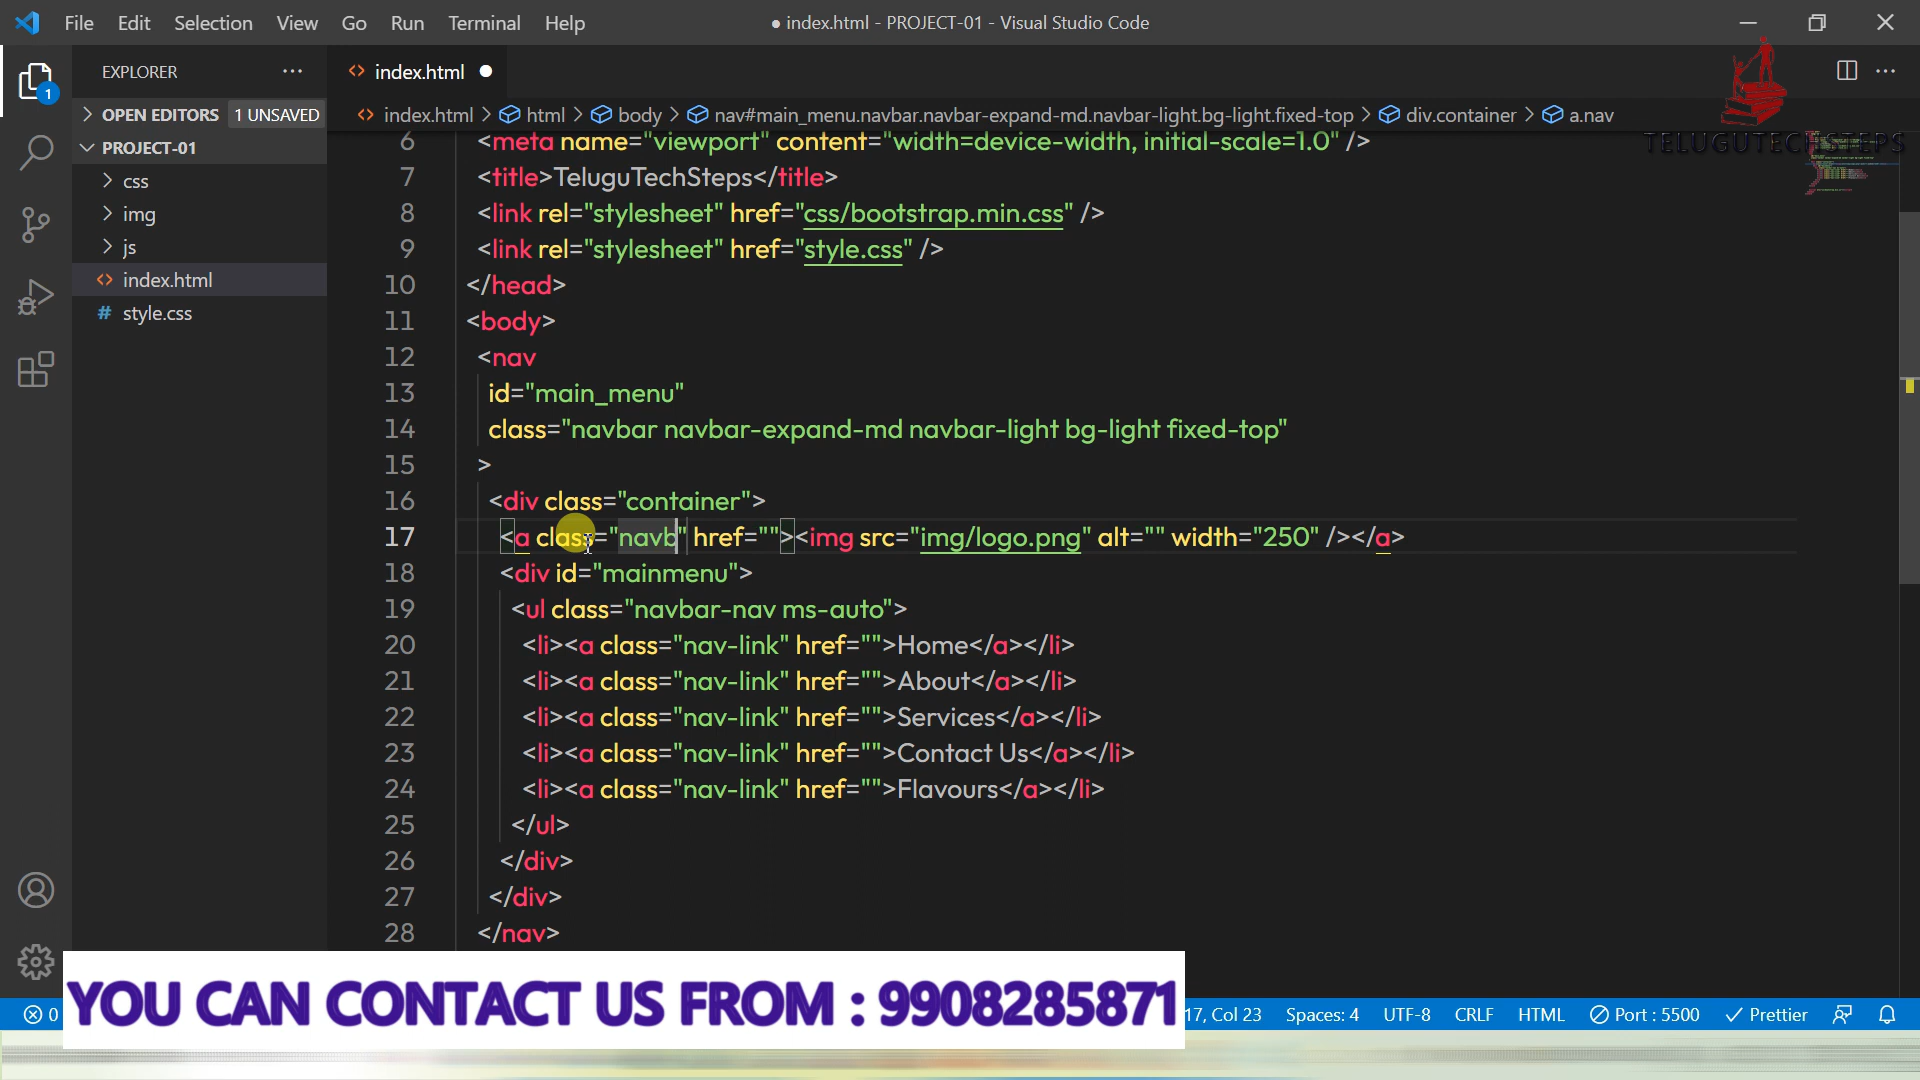 File Edit Selection View Go Run Terminal Help
● index.html - PROJECT-01 - Visual Studio Code
EXPLORER
index.html
OPEN EDITORS 1 UNSAVED
index.html > html > body > nav#main_menu.navbar.navbar-expand-md.navbar-light.bg-light.fixed-top > div.container > a.nav
TELUGUTECHSTEPS
1
PROJECT-01
css
img
js
index.html
style.css
6 <meta name="viewport" content="width=device-width, initial-scale=1.0" />
7 <title>TeluguTechSteps</title>
8 <link rel="stylesheet" href="css/bootstrap.min.css" />
9 <link rel="stylesheet" href="style.css" />
10 </head>
11 <body>
12 <nav
13 id="main_menu"
14 class="navbar navbar-expand-md navbar-light bg-light fixed-top"
15 >
16 <div class="container">
17 <a class="navb" href=""><img src="img/logo.png" alt="" width="250" /></a>
18 <div id="mainmenu">
19 <ul class="navbar-nav ms-auto">
20 <li><a class="nav-link" href="">Home</a></li>
21 <li><a class="nav-link" href="">About</a></li>
22 <li><a class="nav-link" href="">Services</a></li>
23 <li><a class="nav-link" href="">Contact Us</a></li>
24 <li><a class="nav-link" href="">Flavours</a></li>
25 </ul>
26 </div>
27 </div>
28 </nav>
YOU CAN CONTACT US FROM : 9908285871
0
17, Col 23 Spaces: 4 UTF-8 CRLF HTML Port : 5500 Prettier